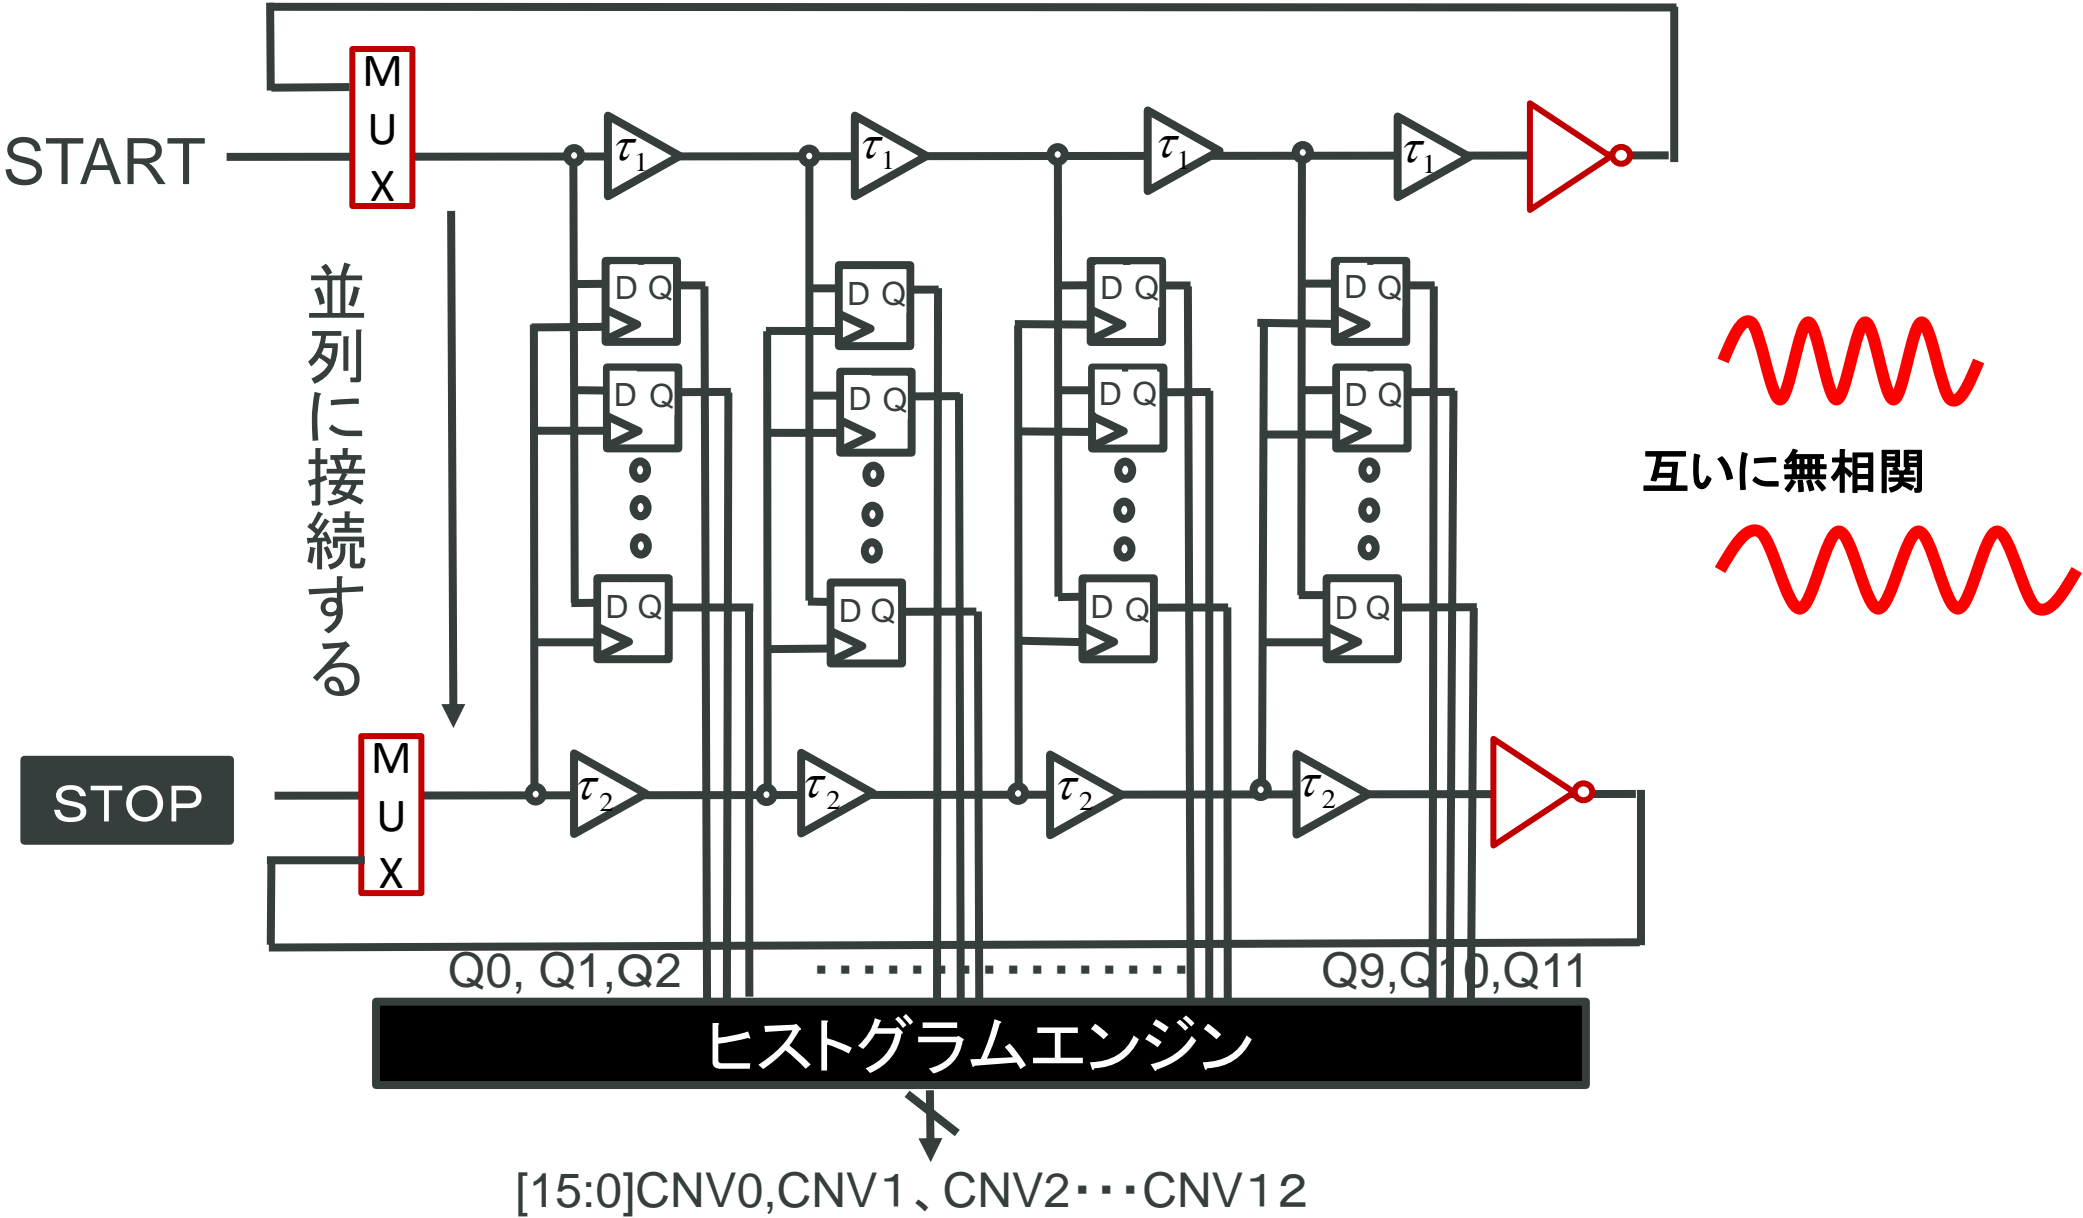 MUX
START
τ1
τ1
τ1
τ1
並列に接続する
D Q
D Q
D Q
D Q
D Q
D Q
D Q
D Q
互いに無相関
D Q
D Q
D Q
D Q
MUX
STOP
τ2
τ2
τ2
τ2
Q0, Q1,Q2 ················ Q9,Q10,Q11
ヒストグラムエンジン
[15:0]CNV0,CNV1、CNV2・・・CNV12